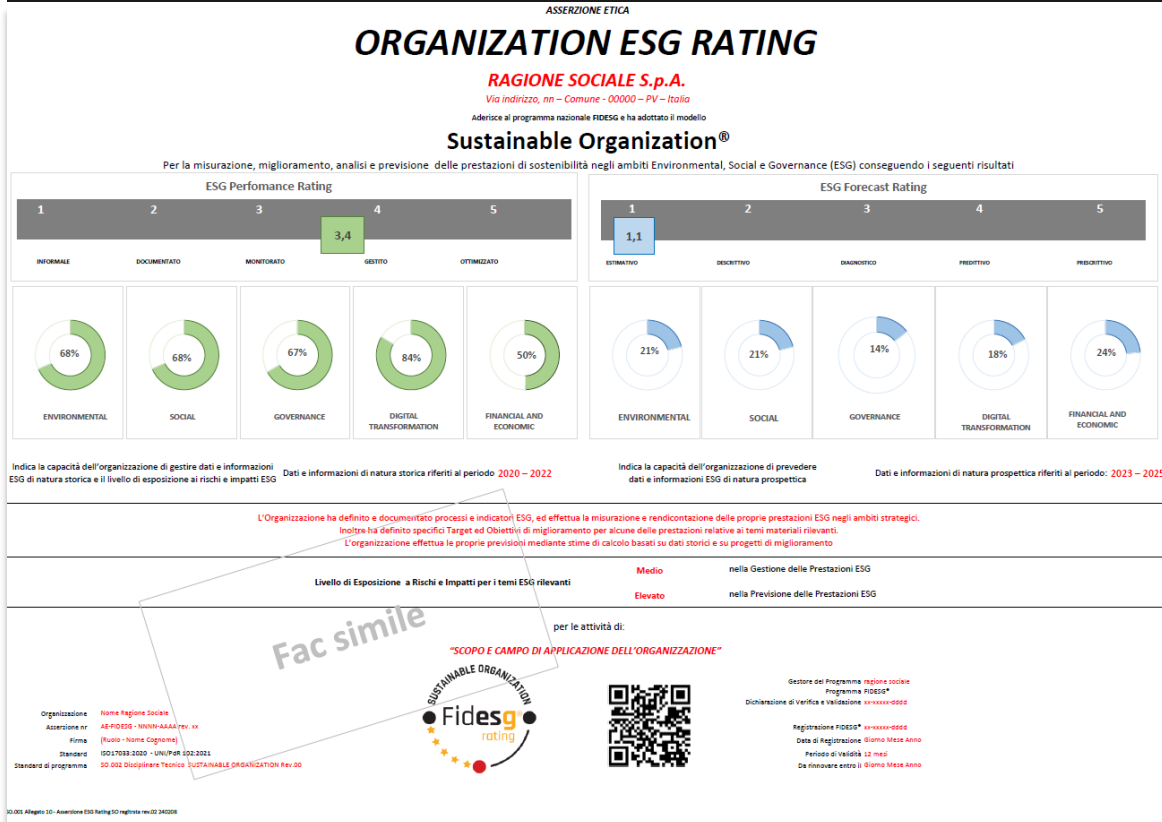 ASSERZIONE ETICA
ORGANIZATION ESG RATING
RAGIONE SOCIALE S.p.A.
Via indirizzo, nn – Comune - 00000 – PV – Italia
Aderisce al programma nazionale FIDESG e ha adottato il modello
Sustainable Organization®
Per la misurazione, miglioramento, analisi e previsione delle prestazioni di sostenibilità negli ambiti Environmental, Social e Governance (ESG) conseguendo i seguenti risultati
ESG Perfomance Rating
1 2 3 4 5
3,4
INFORMALE DOCUMENTATO MONITORATO GESTITO OTTIMIZZATO
68% 68% 67% 84% 50%
ENVIRONMENTAL SOCIAL GOVERNANCE DIGITAL TRANSFORMATION FINANCIAL AND ECONOMIC
ESG Forecast Rating
1 2 3 4 5
1,1
ESTIMATIVO DESCRITTIVO DIAGNOSTICO PREDITTIVO PRESCRITTIVO
21% 21% 14% 18% 24%
ENVIRONMENTAL SOCIAL GOVERNANCE DIGITAL TRANSFORMATION FINANCIAL AND ECONOMIC
Indica la capacità dell'organizzazione di gestire dati e informazioni
ESG di natura storica e il livello di esposizione ai rischi e impatti ESG
Dati e informazioni di natura storica riferiti al periodo 2020 – 2022
Indica la capacità dell'organizzazione di prevedere
dati e informazioni ESG di natura prospettica
Dati e informazioni di natura prospettica riferiti al periodo: 2023 – 2025
L'Organizzazione ha definito e documentato processi e indicatori ESG, ed effettua la misurazione e rendicontazione delle proprie prestazioni ESG negli ambiti strategici.
Inoltre ha definito specifici Target ed Obiettivi di miglioramento per alcune delle prestazioni relative ai temi materiali rilevanti.
L'organizzazione effettua le proprie previsioni mediante stime di calcolo basati su dati storici e su progetti di miglioramento
Livello di Esposizione a Rischi e Impatti per i temi ESG rilevanti
Medio nella Gestione delle Prestazioni ESG
Elevato nella Previsione delle Prestazioni ESG
Fac simile
per le attività di:
"SCOPO E CAMPO DI APPLICAZIONE DELL'ORGANIZZAZIONE"
Organizzazione Nome Ragione Sociale
Asserzione nr AE-FIDESG - NNNN-AAAA rev. xx
Firma (Ruolo - Nome Cognome)
Standard ISO17033:2020 - UNI/PdR 102:2021
Standard di programma SO.002 Disciplinare Tecnico SUSTAINABLE ORGANIZATION Rev.00
SUSTAINABLE ORGANIZATION
Fidesg®
rating
Gestore del Programma ragione sociale
Programma FIDESG®
Dichiarazione di Verifica e Validazione xx-xxxxx-dddd
Registrazione FIDESG® xx-xxxxx-dddd
Data di Registrazione Giorno Mese Anno
Periodo di Validità 12 mesi
Da rinnovare entro il Giorno Mese Anno
SO.001 Allegato 10 - Asserzione ESG Rating SO regitrata rev.02 240208